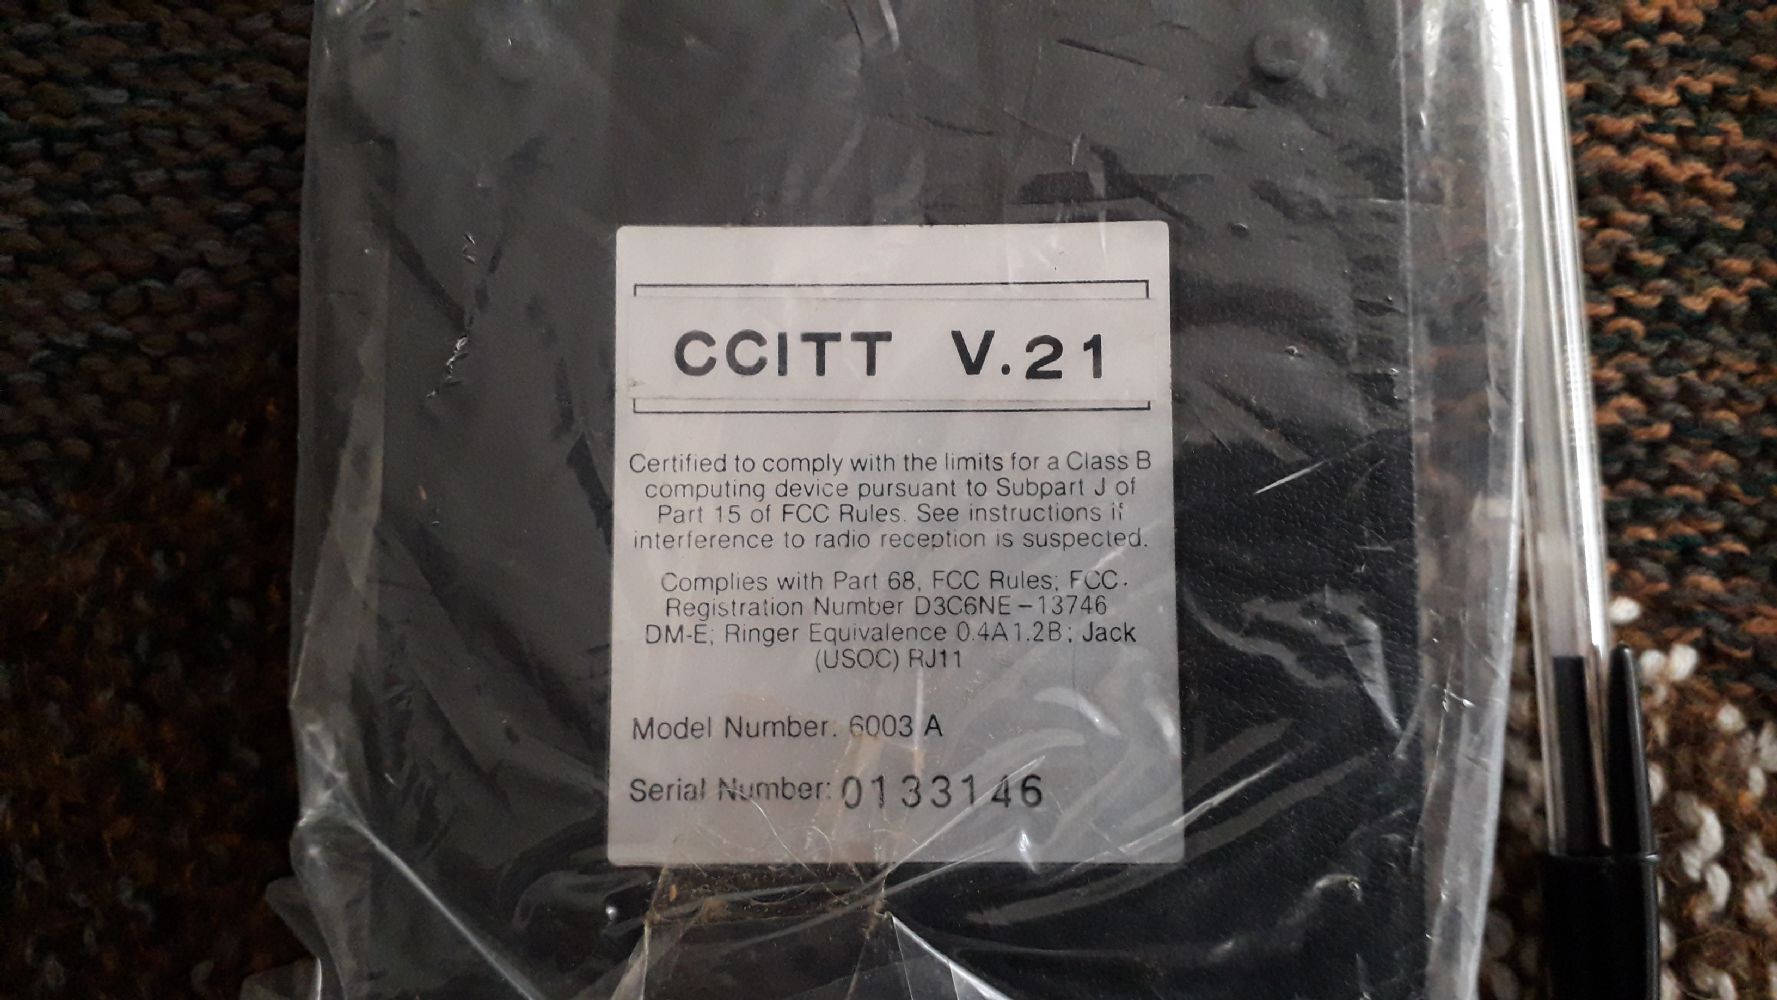 CCITT V.21
Certified to comply with the limits for a Class B
computing device pursuant to Subpart J of
Part 15 of FCC Rules. See instructions if
interference to radio reception is suspected.
Complies with Part 68, FCC Rules; FCC.
Registration Number D3C6NE-13746
DM-E; Ringer Equivalence 0.4A1.2B; Jack
(USOC) RJ11
Model Number. 6003 A
Serial Number: 0133146